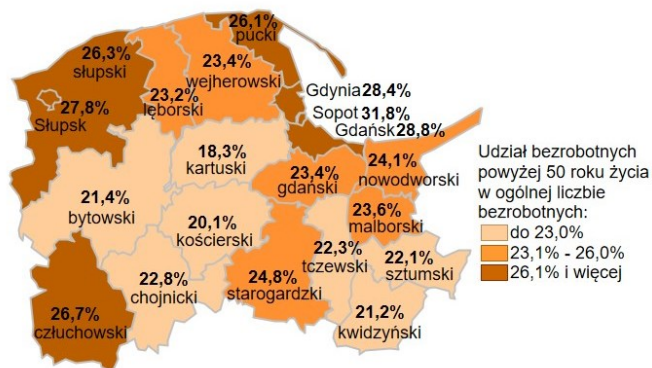 26,1%
pucki
26,3%
słupski
23,4%
wejherowski
Gdynia 28,4%
Sopot 31,8%
Gdańsk 28,8%
27,8%
Słupsk
23,2%
lęborski
18,3%
kartuski
23,4%
gdański
24,1%
nowodworski
21,4%
bytowski
20,1%
kościerski
23,6%
malborski
22,3%
tczewski
22,1%
sztumski
22,8%
chojnicki
24,8%
starogardzki
26,7%
człuchowski
21,2%
kwidzyński
Udział bezrobotnych
powyżej 50 roku życia
w ogólnej liczbie
bezrobotnych:
do 23,0%
23,1% - 26,0%
26,1% i więcej